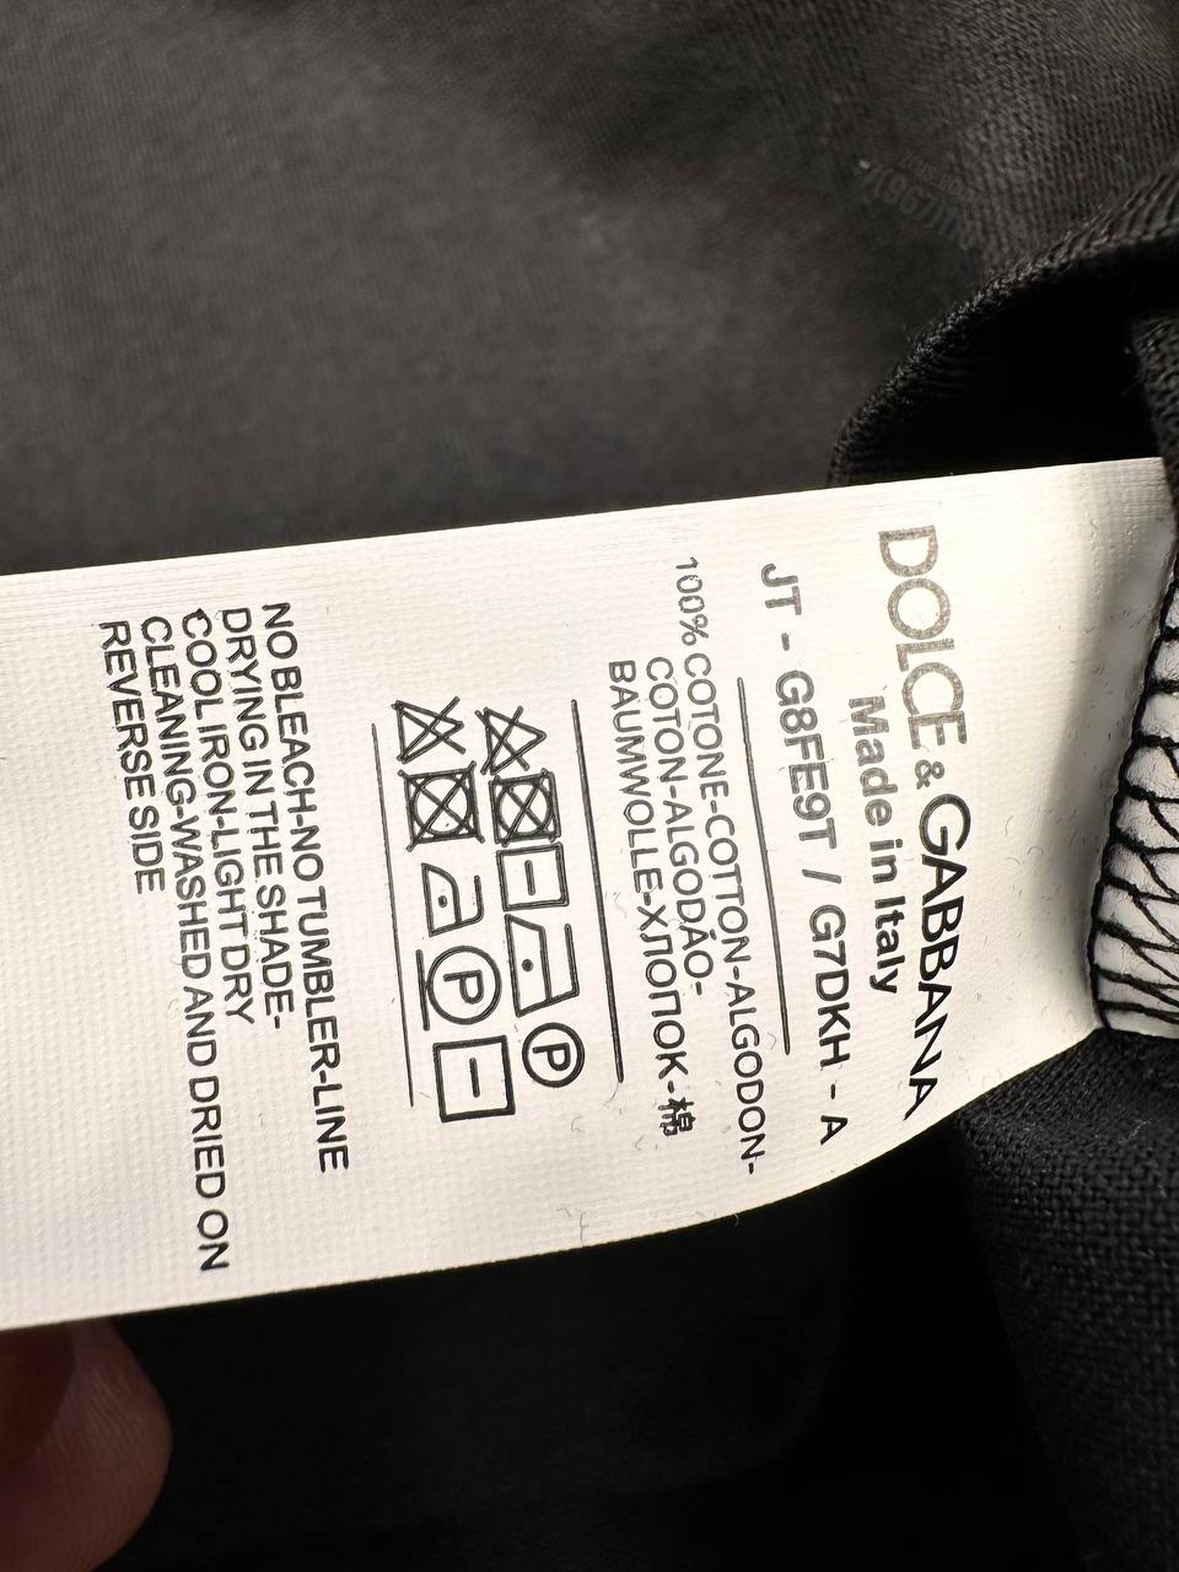 DOLCE & GABBANA
Made in Italy
JT - G8FE9T / G7DKH - A
100% COTONE-COTTON-ALGODON-
COTON-ALGODÁO-
BAUMWOLLE-ХЛОПОК-棉
P
P
NO BLEACH-NO TUMBLER-LINE
DRYING IN THE SHADE-
COOL IRON-LIGHT DRY
CLEANING-WASHED AND DRIED ON
REVERSE SIDE